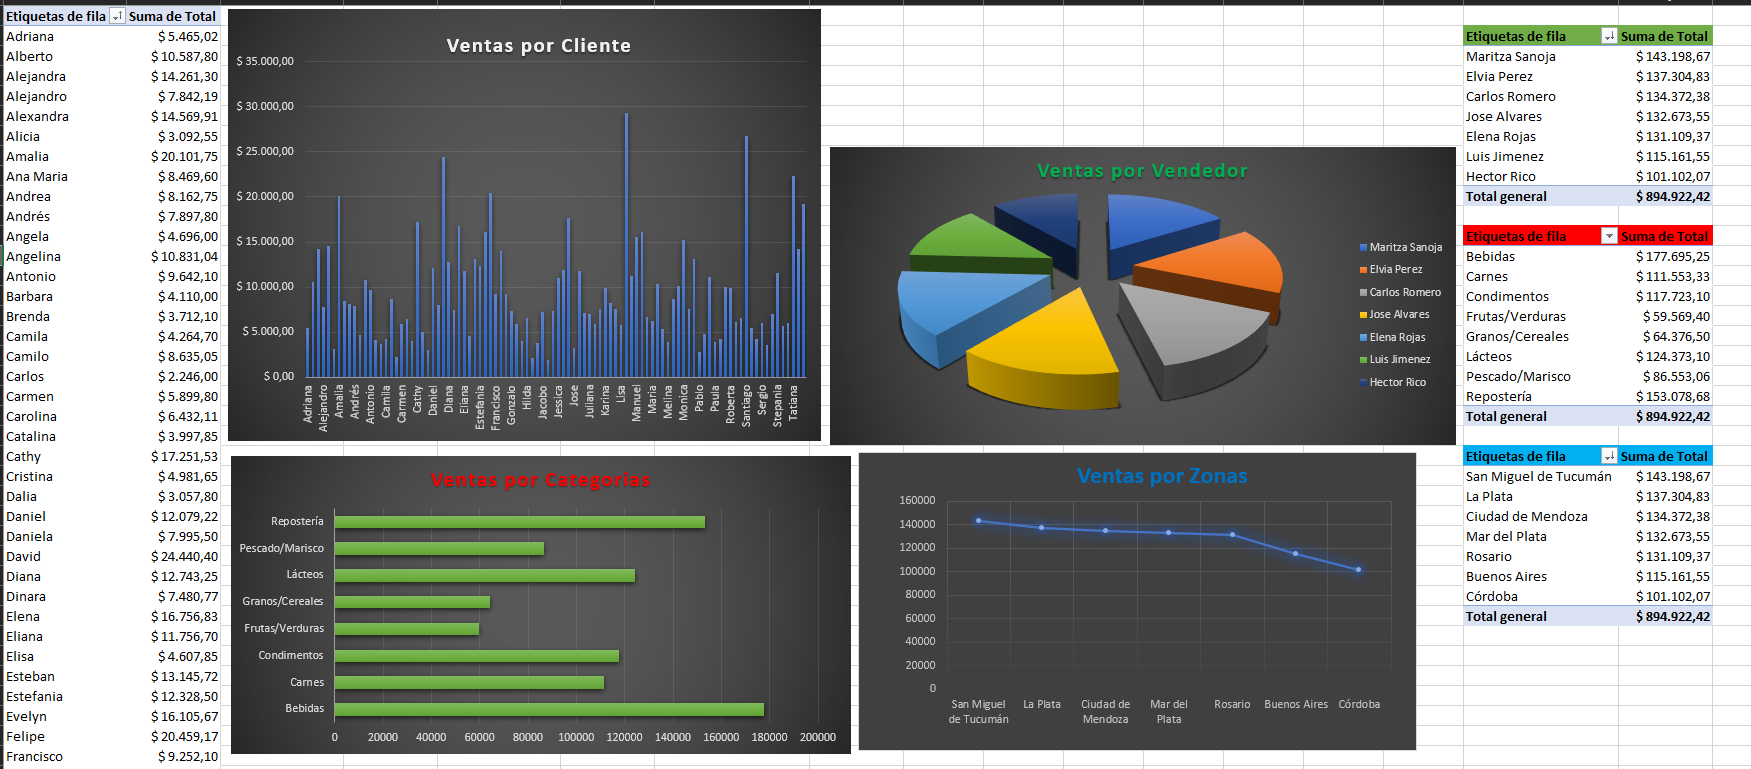 Etiquetas de fila Suma de Total
Adriana $ 5.465,02
Alberto $ 10.587,80
Alejandra $ 14.261,30
Alejandro $ 7.842,19
Alexandra $ 14.569,91
Alicia $ 3.092,55
Amalia $ 20.101,75
Ana Maria $ 8.469,60
Andrea $ 8.162,75
Andrés $ 7.897,80
Angela $ 4.696,00
Angelina $ 10.831,04
Antonio $ 9.642,10
Barbara $ 4.110,00
Brenda $ 3.712,10
Camila $ 4.264,70
Camilo $ 8.635,05
Carlos $ 2.246,00
Carmen $ 5.899,80
Carolina $ 6.432,11
Catalina $ 3.997,85
Cathy $ 17.251,53
Cristina $ 4.981,65
Dalia $ 3.057,80
Daniel $ 12.079,22
Daniela $ 7.995,50
David $ 24.440,40
Diana $ 12.743,25
Dinara $ 7.480,77
Elena $ 16.756,83
Eliana $ 11.756,70
Elisa $ 4.607,85
Esteban $ 13.145,72
Estefania $ 12.328,50
Evelyn $ 16.105,67
Felipe $ 20.459,17
Francisco $ 9.252,10
Ventas por Cliente
$ 35.000,00
$ 30.000,00
$ 25.000,00
$ 20.000,00
$ 15.000,00
$ 10.000,00
$ 5.000,00
$ 0,00
Adriana
Alejandro
Amalia
Andrés
Antonio
Camila
Carmen
Cathy
Daniel
Diana
Eliana
Estefania
Francisco
Gonzalo
Hilda
Jacobo
Jessica
Jose
Juliana
Karina
Lisa
Manuel
Maria
Melina
Monica
Pablo
Paula
Roberta
Santiago
Sergio
Stepania
Tatiana
Ventas por Vendedor
Maritza Sanoja
Elvia Perez
Carlos Romero
Jose Alvares
Elena Rojas
Luis Jimenez
Hector Rico
Ventas por Categorias
Repostería
Pescado/Marisco
Lácteos
Granos/Cereales
Frutas/Verduras
Condimentos
Carnes
Bebidas
0 20000 40000 60000 80000 100000 120000 140000 160000 180000 200000
Ventas por Zonas
160000
140000
120000
100000
80000
60000
40000
20000
0
San Miguel de Tucumán
La Plata
Ciudad de Mendoza
Mar del Plata
Rosario
Buenos Aires
Córdoba
Etiquetas de fila Suma de Total
Maritza Sanoja $ 143.198,67
Elvia Perez $ 137.304,83
Carlos Romero $ 134.372,38
Jose Alvares $ 132.673,55
Elena Rojas $ 131.109,37
Luis Jimenez $ 115.161,55
Hector Rico $ 101.102,07
Total general $ 894.922,42
Etiquetas de fila Suma de Total
Bebidas $ 177.695,25
Carnes $ 111.553,33
Condimentos $ 117.723,10
Frutas/Verduras $ 59.569,40
Granos/Cereales $ 64.376,50
Lácteos $ 124.373,10
Pescado/Marisco $ 86.553,06
Repostería $ 153.078,68
Total general $ 894.922,42
Etiquetas de fila Suma de Total
San Miguel de Tucumán $ 143.198,67
La Plata $ 137.304,83
Ciudad de Mendoza $ 134.372,38
Mar del Plata $ 132.673,55
Rosario $ 131.109,37
Buenos Aires $ 115.161,55
Córdoba $ 101.102,07
Total general $ 894.922,42